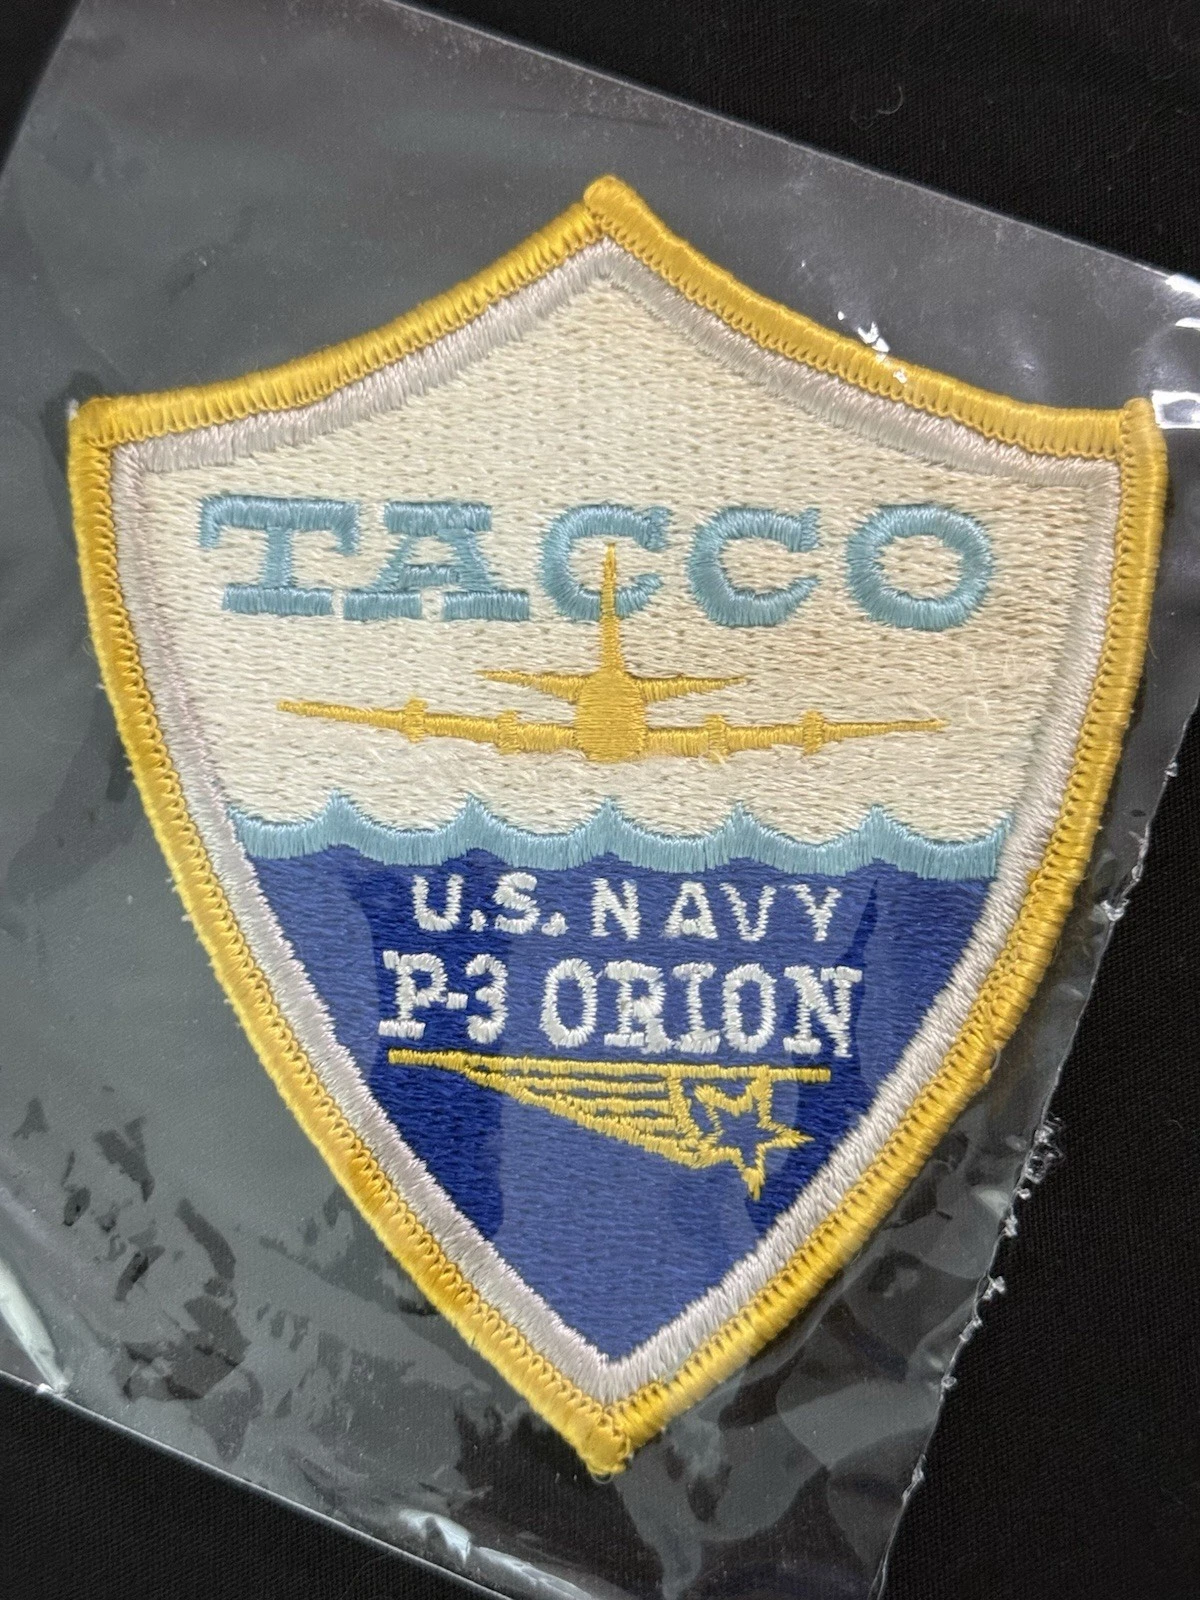 TACCO
U.S. NAVY
P-3 ORION